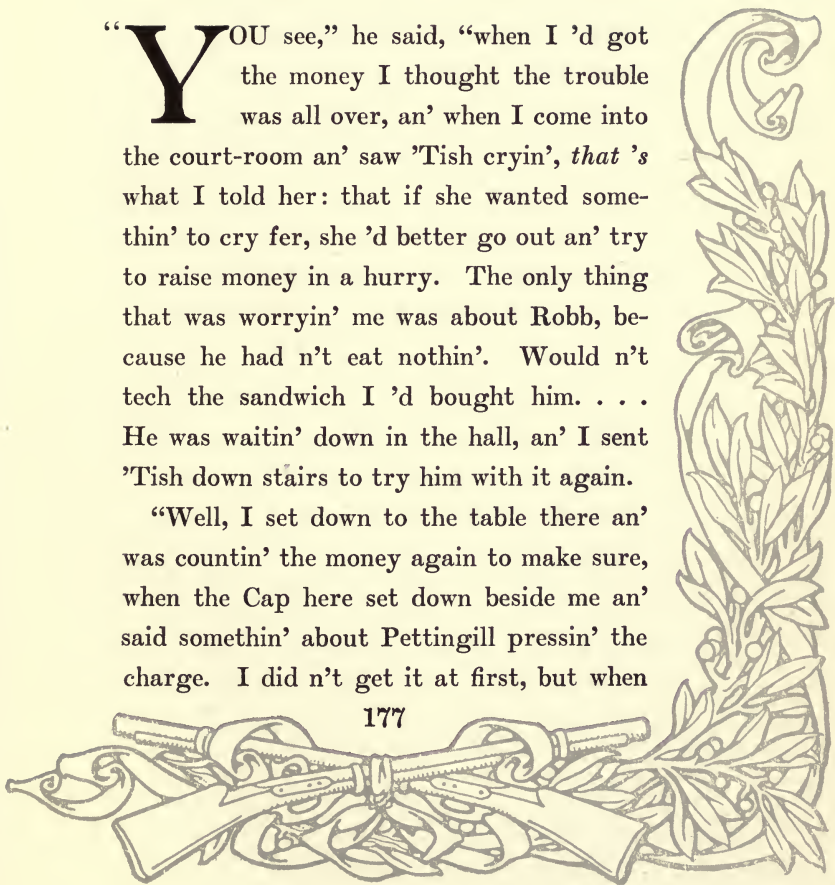 “YOU see,” he said, “when I ’d got
the money I thought the trouble
was all over, an’ when I come into
the court-room an’ saw ’Tish cryin’, that ’s
what I told her: that if she wanted some-
thin’ to cry fer, she ’d better go out an’ try
to raise money in a hurry. The only thing
that was worryin’ me was about Robb, be-
cause he had n’t eat nothin’. Would n’t
tech the sandwich I ’d bought him. . . .
He was waitin’ down in the hall, an’ I sent
’Tish down stairs to try him with it again.
“Well, I set down to the table there an’
was countin’ the money again to make sure,
when the Cap here set down beside me an’
said somethin’ about Pettingill pressin’ the
charge. I did n’t get it at first, but when
177